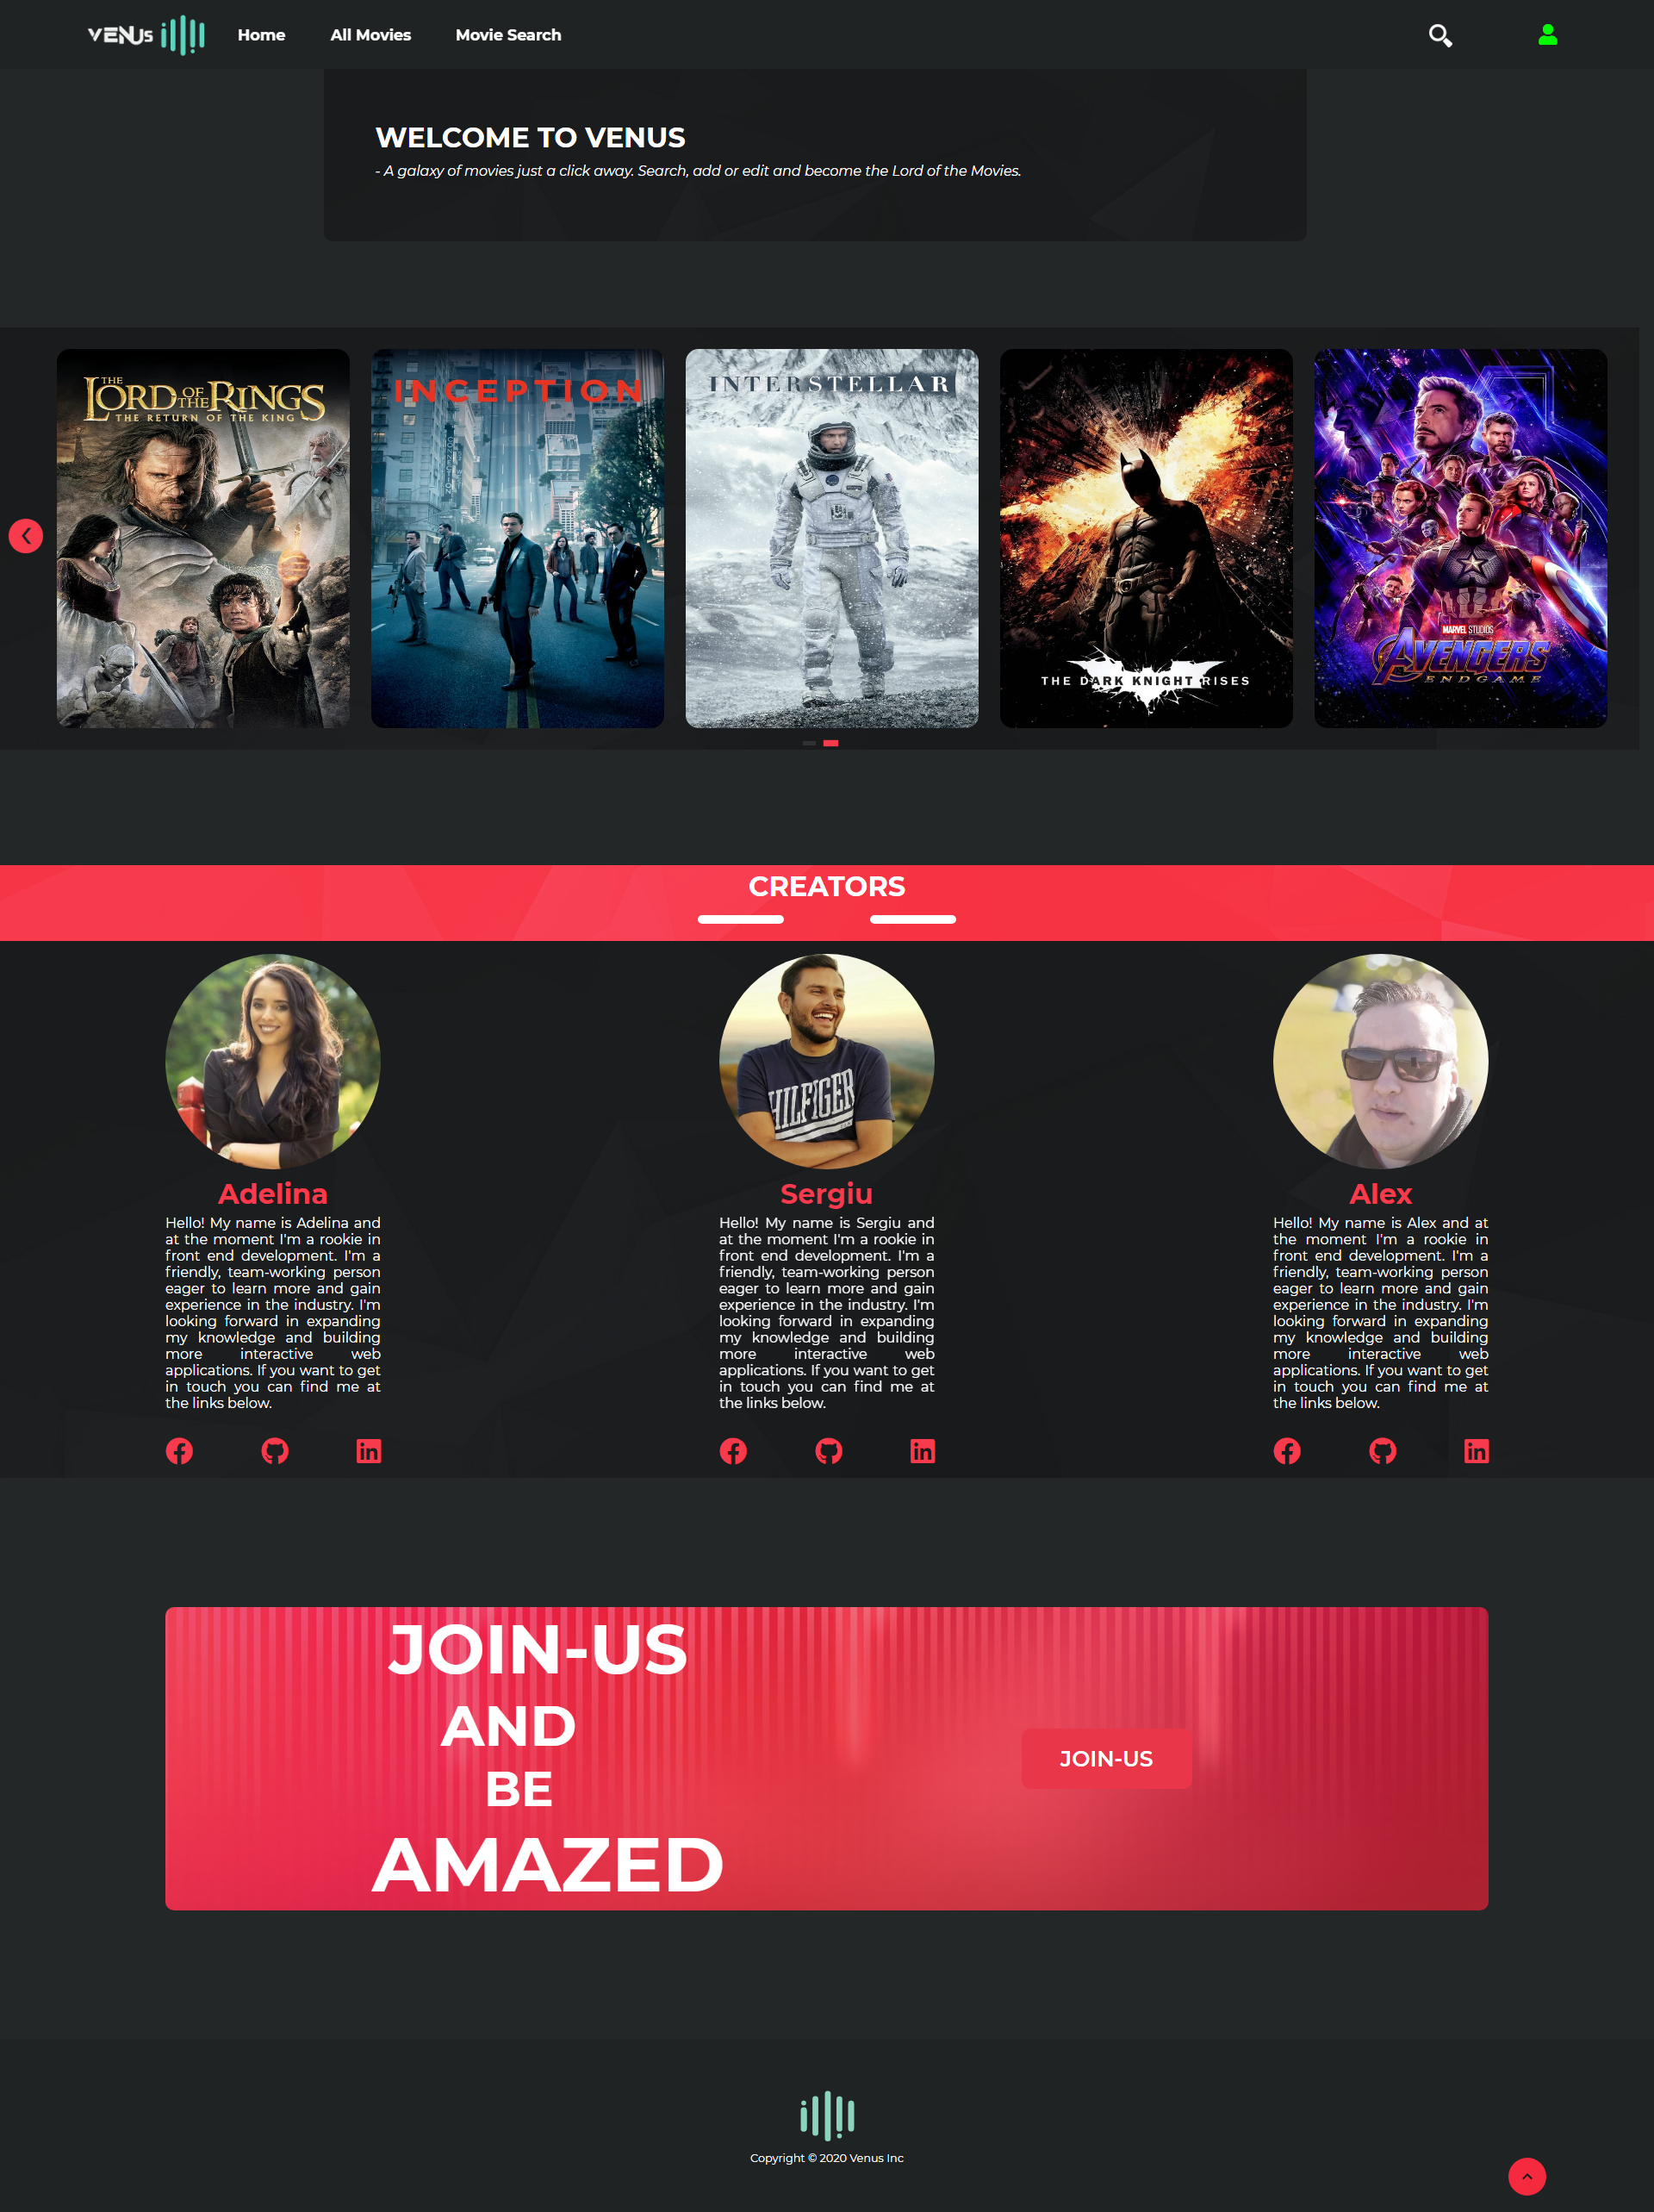 VENUS
Home
All Movies
Movie Search
WELCOME TO VENUS
- A galaxy of movies just a click away. Search, add or edit and become the Lord of the Movies.
THE
LORD OF THE RINGS
THE RETURN OF THE KING
INCEPTION
INTERSTELLAR
THE DARK KNIGHT RISES
MARVEL STUDIOS
AVENGERS
ENDGAME
CREATORS
HILFIGER
Adelina
Hello! My name is Adelina and
at the moment I'm a rookie in
front end development. I'm a
friendly, team-working person
eager to learn more and gain
experience in the industry. I'm
looking forward in expanding
my knowledge and building
more interactive web
applications. If you want to get
in touch you can find me at
the links below.
Sergiu
Hello! My name is Sergiu and
at the moment I'm a rookie in
front end development. I'm a
friendly, team-working person
eager to learn more and gain
experience in the industry. I'm
looking forward in expanding
my knowledge and building
more interactive web
applications. If you want to get
in touch you can find me at
the links below.
Alex
Hello! My name is Alex and at
the moment I'm a rookie in
front end development. I'm a
friendly, team-working person
eager to learn more and gain
experience in the industry. I'm
looking forward in expanding
my knowledge and building
more interactive web
applications. If you want to get
in touch you can find me at
the links below.
JOIN-US
AND
BE
AMAZED
JOIN-US
Copyright © 2020 Venus Inc